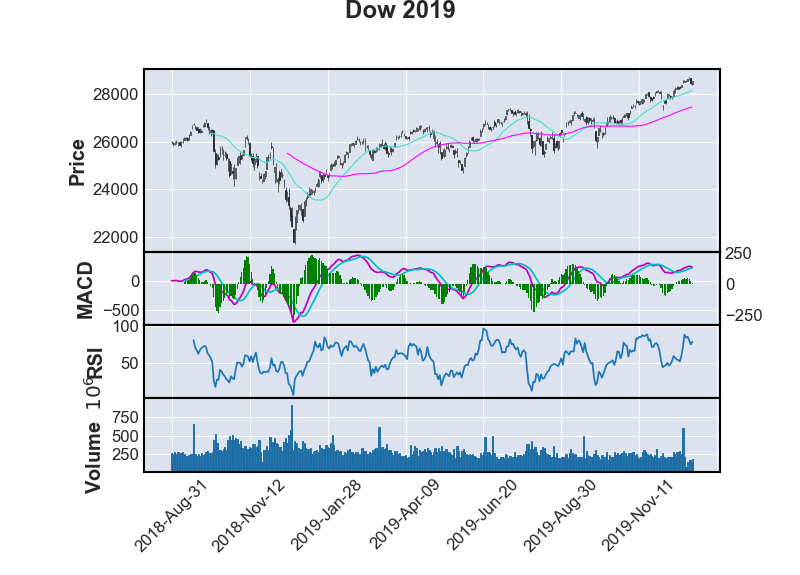 Dow 2019
Price
28000
26000
24000
22000
MACD
0
−500
250
0
−250
RSI
100
50
Volume 10^6
750
500
250
2018-Aug-31
2018-Nov-12
2019-Jan-28
2019-Apr-09
2019-Jun-20
2019-Aug-30
2019-Nov-11